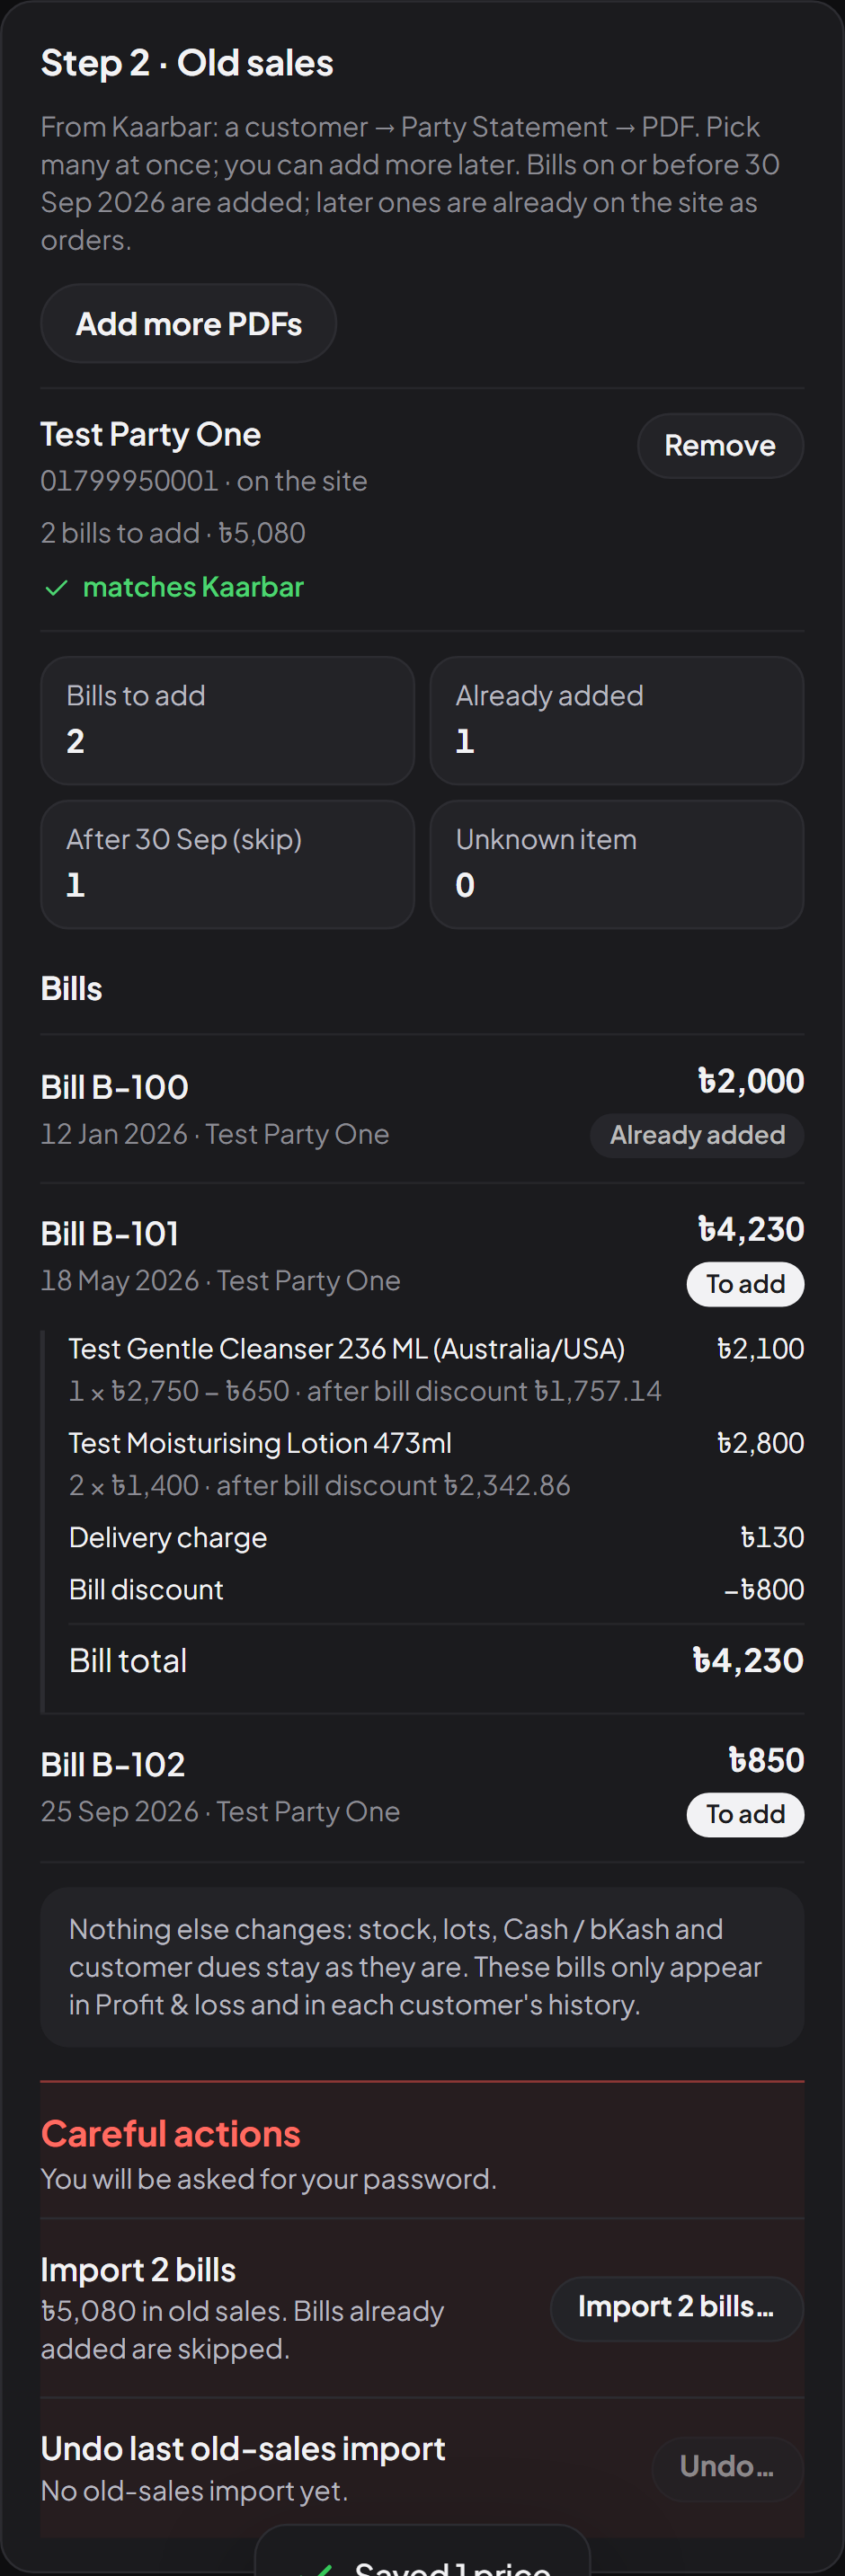 Step 2 · Old sales
From Kaarbar: a customer → Party Statement → PDF. Pick
many at once; you can add more later. Bills on or before 30
Sep 2026 are added; later ones are already on the site as
orders.
Add more PDFs
Test Party One
Remove
01799950001 · on the site
2 bills to add · ৳5,080
✓ matches Kaarbar
Bills to add
2
Already added
1
After 30 Sep (skip)
1
Unknown item
0
Bills
Bill B-100
৳2,000
12 Jan 2026 · Test Party One
Already added
Bill B-101
৳4,230
18 May 2026 · Test Party One
To add
Test Gentle Cleanser 236 ML (Australia/USA)
৳2,100
1 × ৳2,750 – ৳650 · after bill discount ৳1,757.14
Test Moisturising Lotion 473ml
৳2,800
2 × ৳1,400 · after bill discount ৳2,342.86
Delivery charge
৳130
Bill discount
–৳800
Bill total
৳4,230
Bill B-102
৳850
25 Sep 2026 · Test Party One
To add
Nothing else changes: stock, lots, Cash / bKash and
customer dues stay as they are. These bills only appear
in Profit & loss and in each customer's history.
Careful actions
You will be asked for your password.
Import 2 bills
৳5,080 in old sales. Bills already
added are skipped.
Import 2 bills…
Undo last old-sales import
No old-sales import yet.
Undo…
✓ Saved 1 price